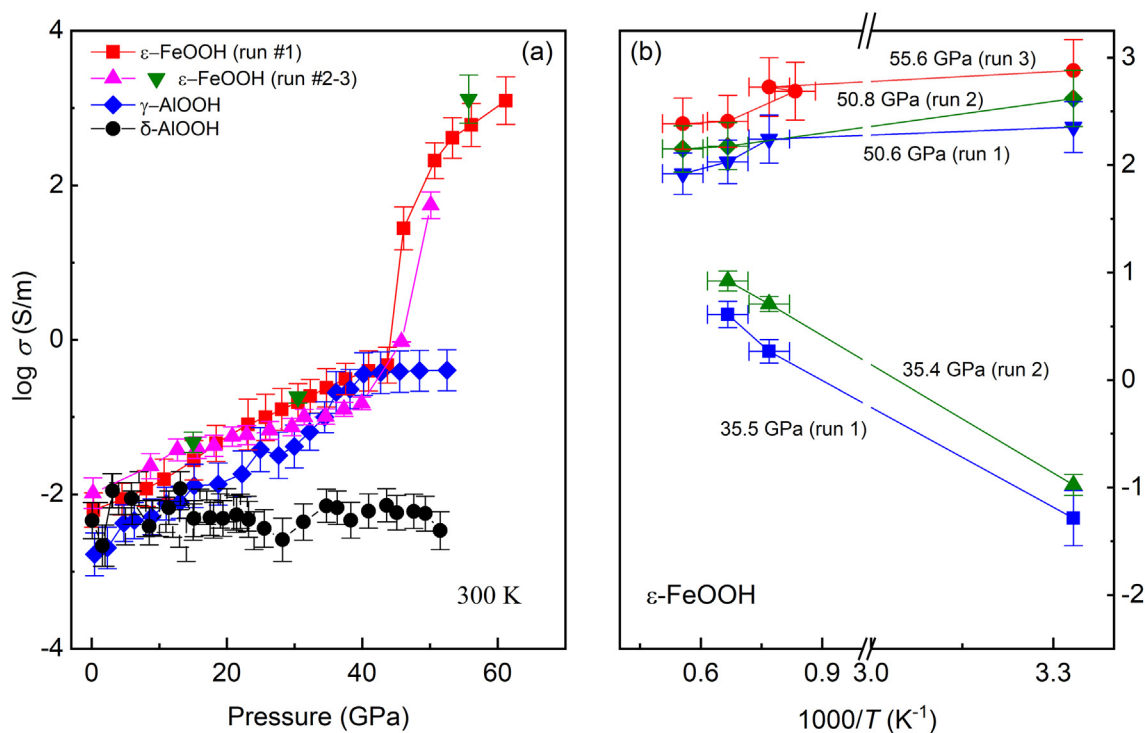 (a)
ε–FeOOH (run #1)
ε–FeOOH (run #2-3)
γ–AlOOH
δ-AlOOH
log σ (S/m)
4
2
0
-2
-4
300 K
0 20 40 60
Pressure (GPa)
(b)
55.6 GPa (run 3)
50.8 GPa (run 2)
50.6 GPa (run 1)
35.4 GPa (run 2)
35.5 GPa (run 1)
ε-FeOOH
3
2
1
0
-1
-2
0.6 0.9 3.0 3.3
1000/T (K⁻¹)